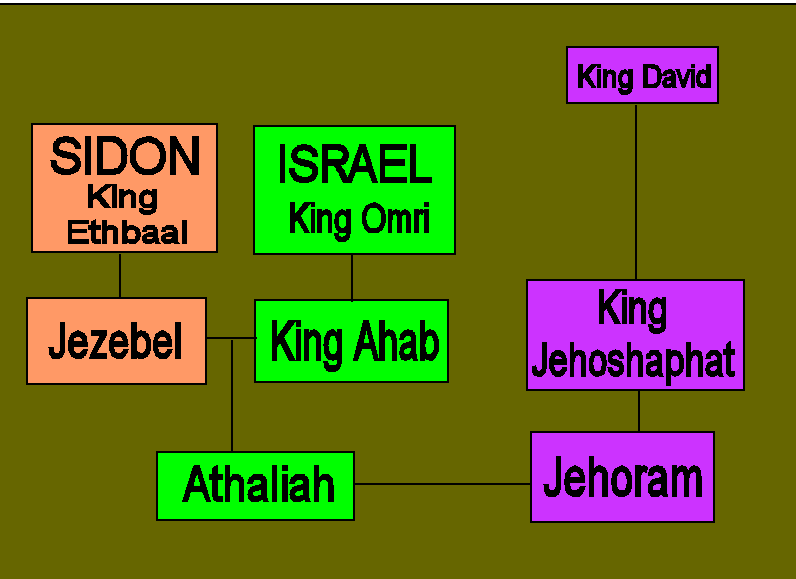 King David
SIDON
King
Ethbaal
ISRAEL
King Omri
King
Jehoshaphat
Jezebel
King Ahab
Athaliah
Jehoram